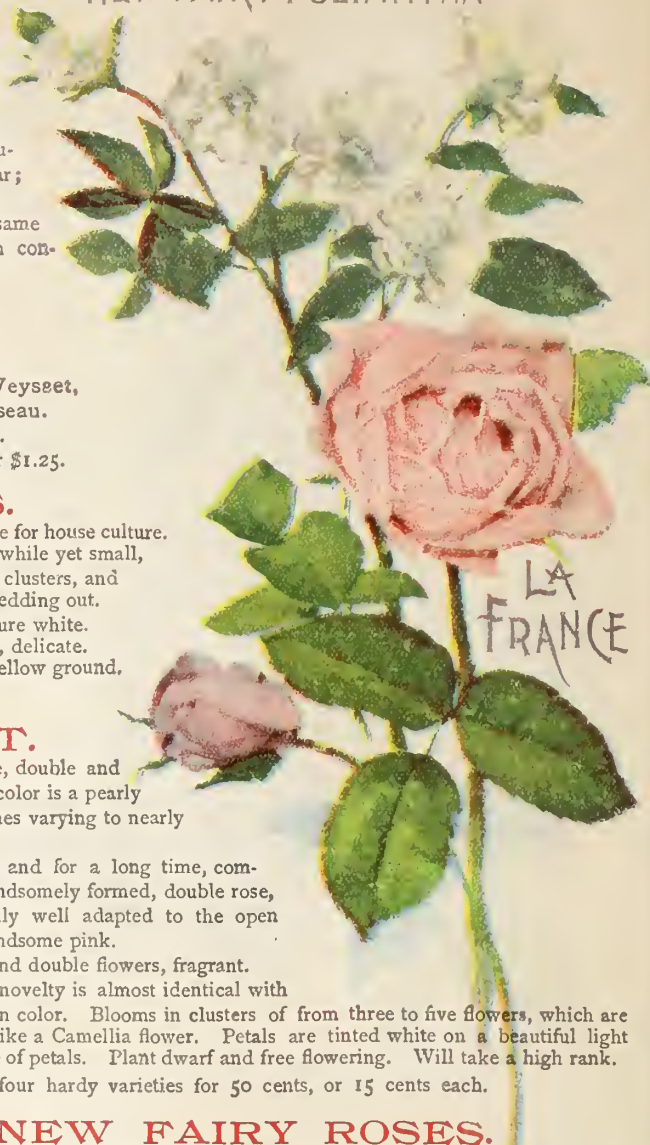 u-
ar;
same
n con-
Veysset,
seau.
$1.25.
S.
e for house culture.
while yet small,
clusters, and
edding out.
ure white.
, delicate.
ellow ground,
LA
FRANCE
T.
e, double and
color is a pearly
nes varying to nearly
and for a long time, com-
ndsomely formed, double rose,
ly well adapted to the open
ndsome pink.
nd double flowers, fragrant.
novelty is almost identical with
n color. Blooms in clusters of from three to five flowers, which are
ike a Camellia flower. Petals are tinted white on a beautiful light
of petals. Plant dwarf and free flowering. Will take a high rank.
four hardy varieties for 50 cents, or 15 cents each.
NEW FAIRY ROSES.